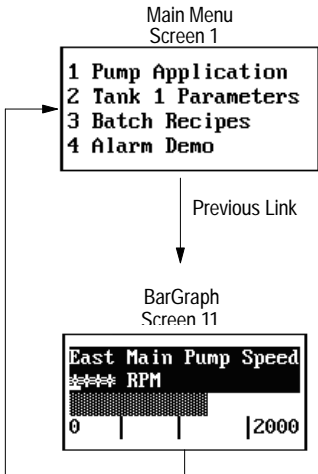 Main Menu
Screen 1
1 Pump Application
2 Tank 1 Parameters
3 Batch Recipes
4 Alarm Demo
Previous Link
BarGraph
Screen 11
East Main Pump Speed
**** RPM
0 | | |2000